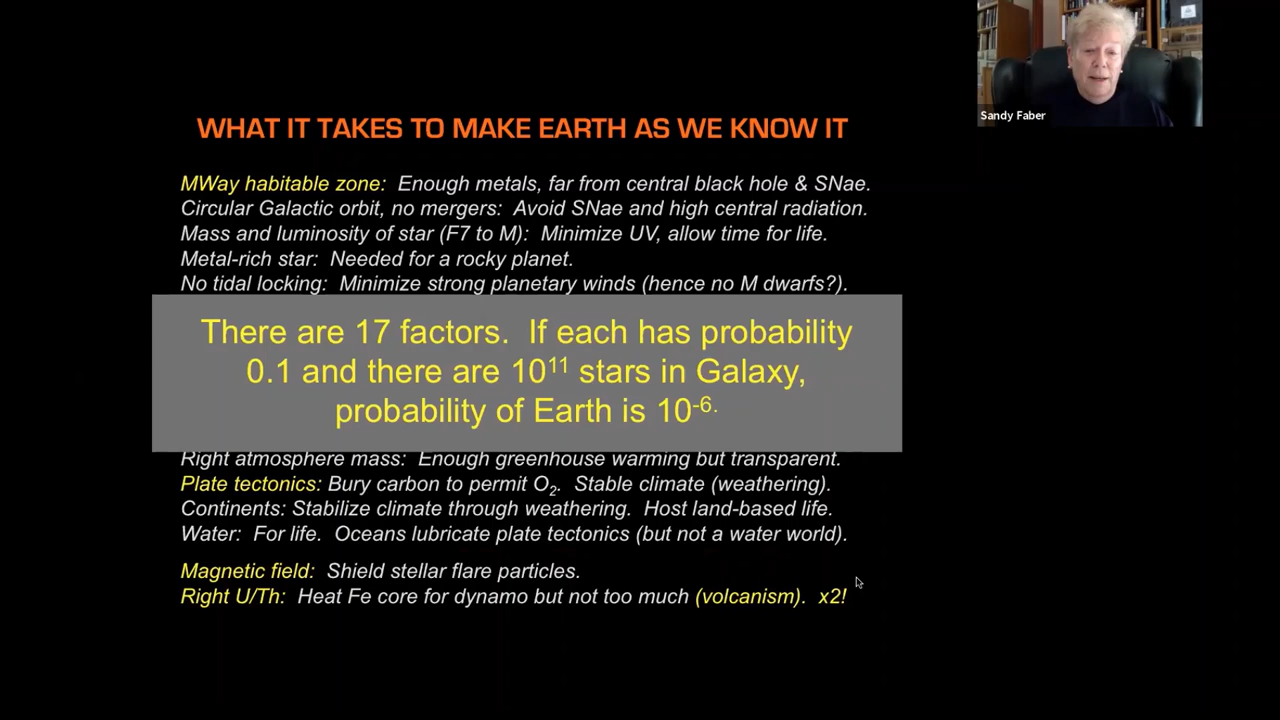 Sandy Faber
WHAT IT TAKES TO MAKE EARTH AS WE KNOW IT
MWay habitable zone: Enough metals, far from central black hole & SNae.
Circular Galactic orbit, no mergers: Avoid SNae and high central radiation.
Mass and luminosity of star (F7 to M): Minimize UV, allow time for life.
Metal-rich star: Needed for a rocky planet.
No tidal locking: Minimize strong planetary winds (hence no M dwarfs?).
There are 17 factors. If each has probability
0.1 and there are 10¹¹ stars in Galaxy,
probability of Earth is 10⁻⁶.
Right atmosphere mass: Enough greenhouse warming but transparent.
Plate tectonics: Bury carbon to permit O₂. Stable climate (weathering).
Continents: Stabilize climate through weathering. Host land-based life.
Water: For life. Oceans lubricate plate tectonics (but not a water world).
Magnetic field: Shield stellar flare particles.
Right U/Th: Heat Fe core for dynamo but not too much (volcanism). x2!